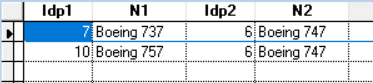 Idp1 N1 Idp2 N2
7 Boeing 737 6 Boeing 747
10 Boeing 757 6 Boeing 747